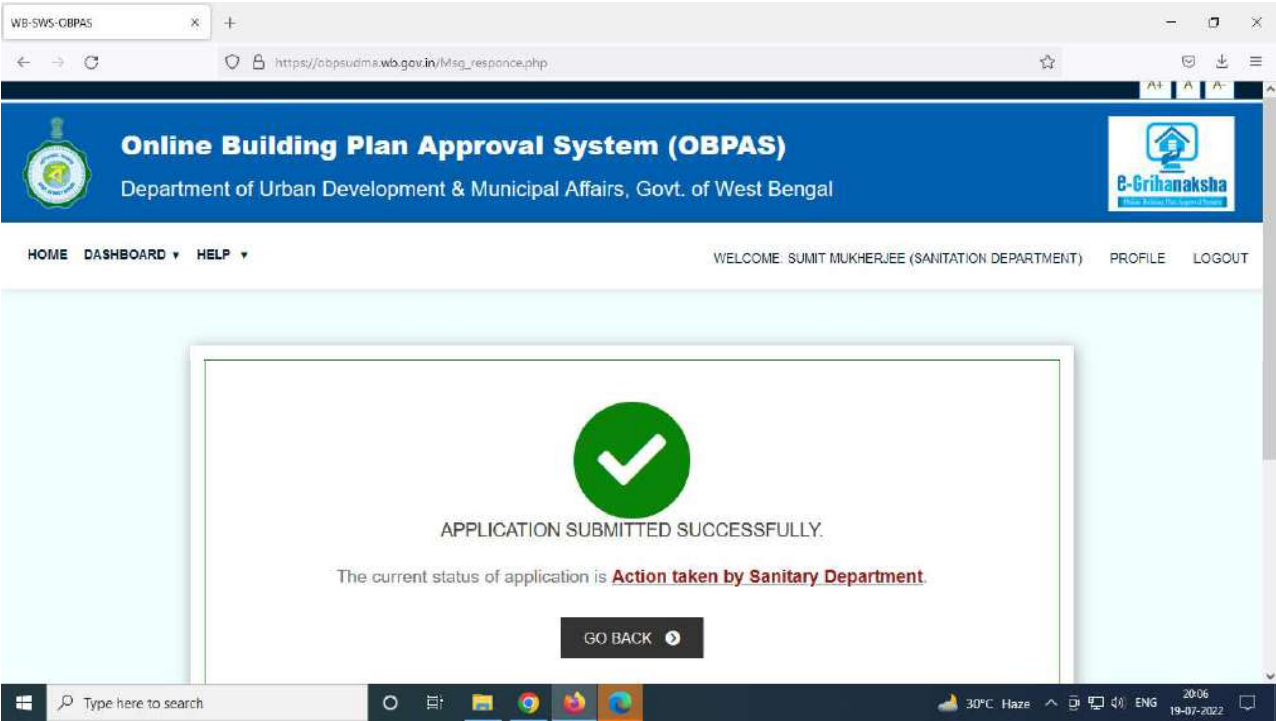 WB-SWS-OBPAS
https://obpsudma.wb.gov.in/Msg_responce.php
A+ A A-
Online Building Plan Approval System (OBPAS)
Department of Urban Development & Municipal Affairs, Govt. of West Bengal
E-Grihanaksha
HOME DASHBOARD ▾ HELP ▾ WELCOME: SUMIT MUKHERJEE (SANITATION DEPARTMENT) PROFILE LOGOUT
APPLICATION SUBMITTED SUCCESSFULLY.
The current status of application is Action taken by Sanitary Department.
GO BACK
Type here to search 30°C Haze ENG 20:06
19-07-2022